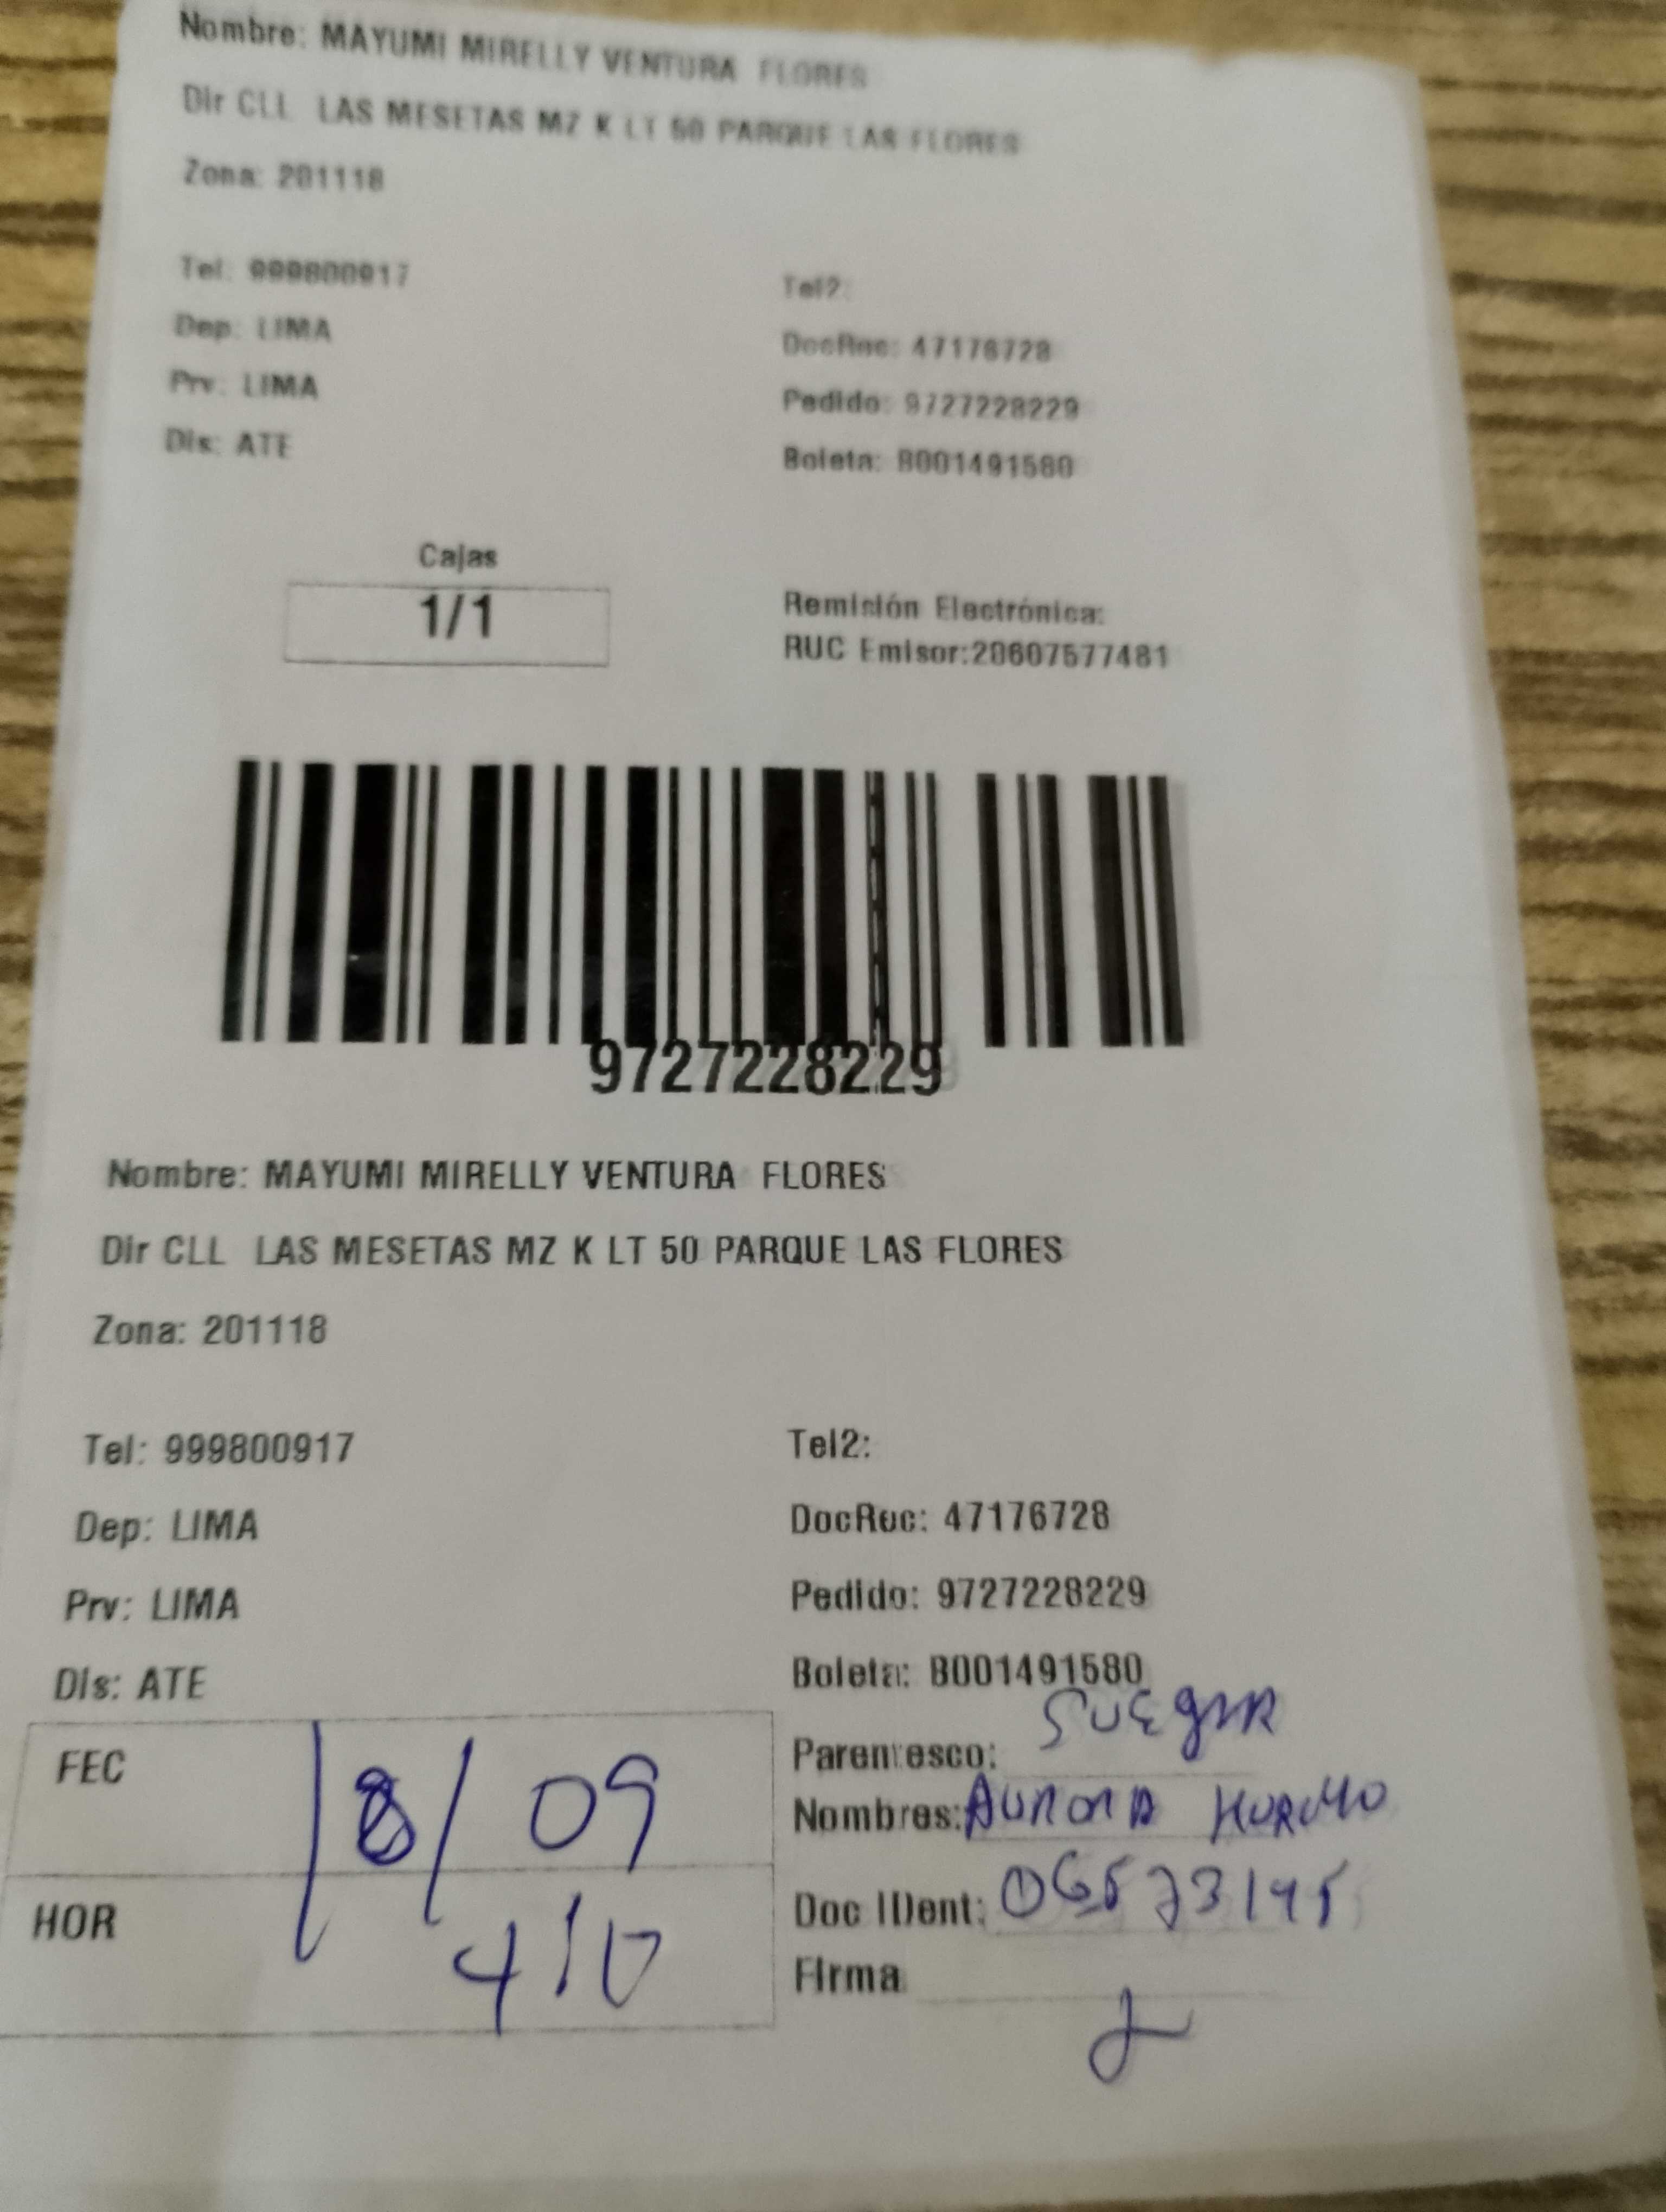 Nombre: MAYUMI MIRELLY VENTURA FLORES
Dir CLL LAS MESETAS MZ K LT 50 PARQUE LAS FLORES
Zona: 201118
Tel: 999800917
Tel2:
Dep: LIMA
DocRec: 47176728
Prv: LIMA
Pedido: 9727228229
Dis: ATE
Boleta: B001491580
Cajas
1/1
Remisión Electrónica:
RUC Emisor:20607577481
9727228229
Nombre: MAYUMI MIRELLY VENTURA FLORES
Dir CLL LAS MESETAS MZ K LT 50 PARQUE LAS FLORES
Zona: 201118
Tel: 999800917
Tel2:
Dep: LIMA
DocRec: 47176728
Prv: LIMA
Pedido: 9727228229
Dis: ATE
Boleta: B001491580
FEC 18/09
Parentesco: SUEGRA
Nombres: AURORA
HOR 410
Doc IDent:
Firma